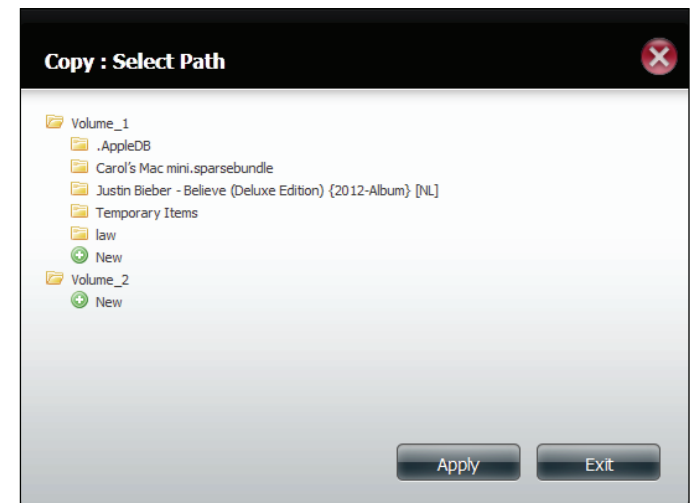 Copy : Select Path
Volume_1
.AppleDB
Carol's Mac mini.sparsebundle
Justin Bieber - Believe (Deluxe Edition) {2012-Album} [NL]
Temporary Items
law
New
Volume_2
New
Apply Exit